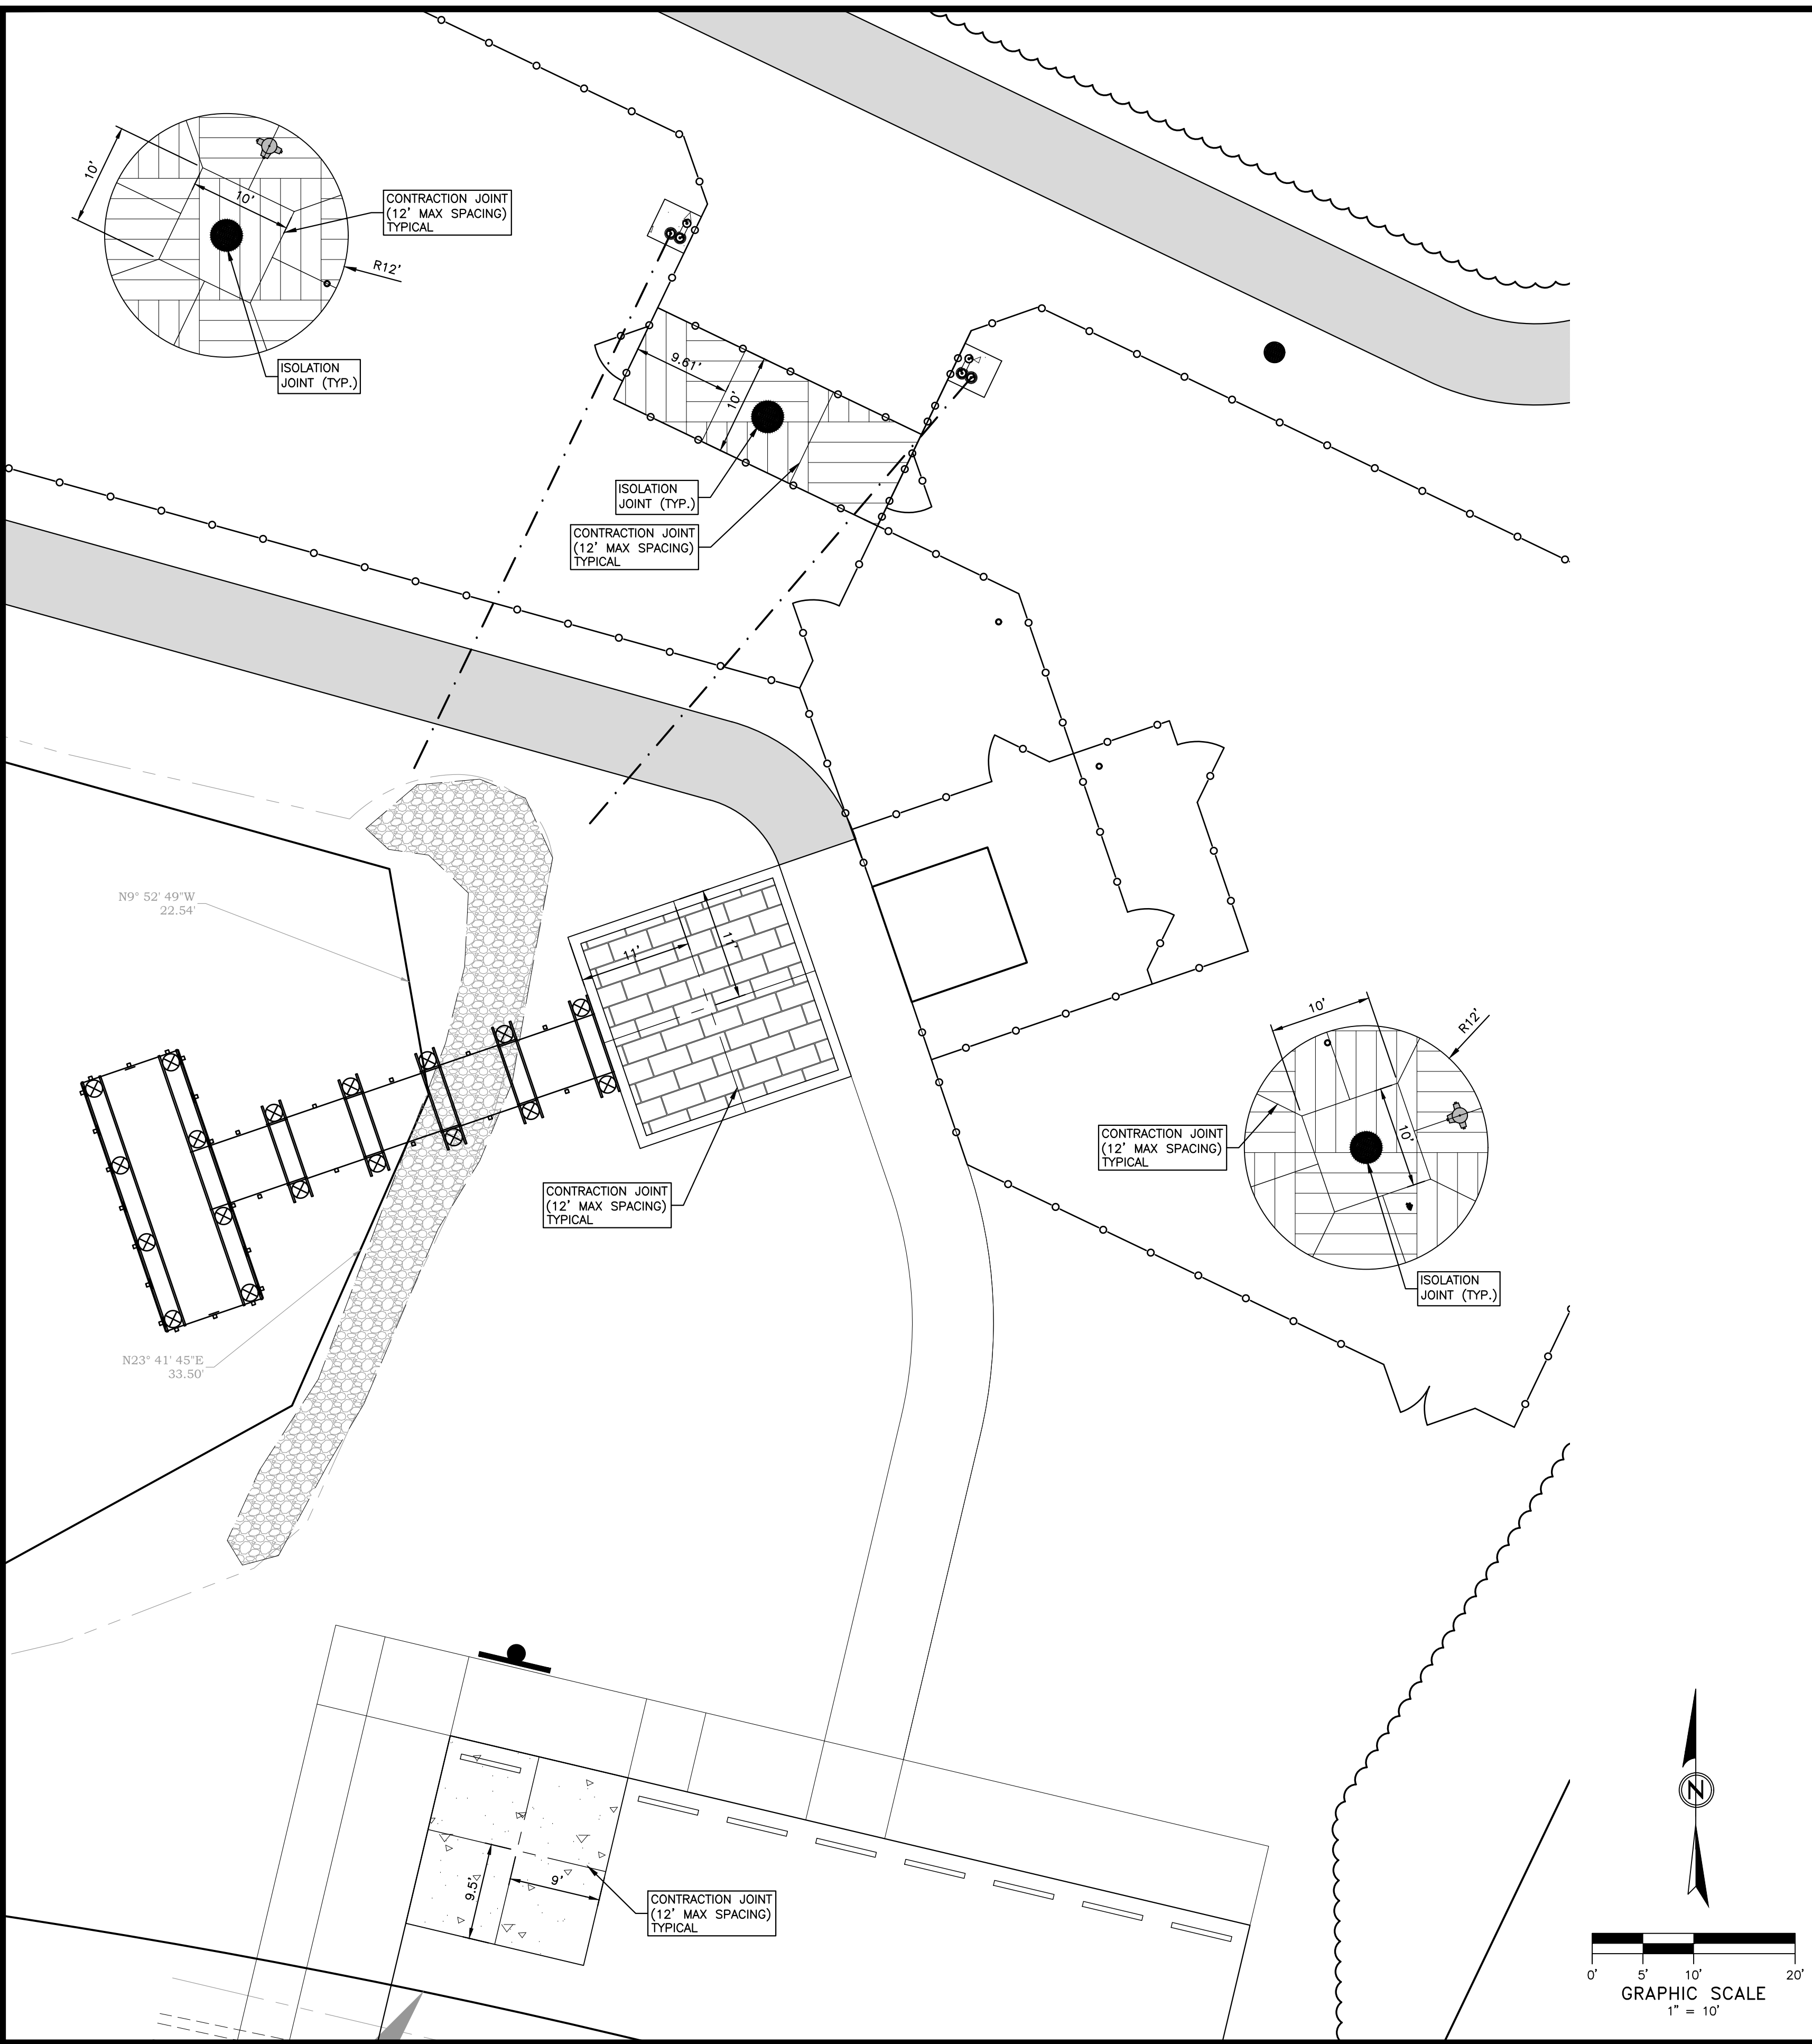 10'
10'
CONTRACTION JOINT
(12' MAX SPACING)
TYPICAL
R12'
ISOLATION
JOINT (TYP.)
9.61'
10'
ISOLATION
JOINT (TYP.)
CONTRACTION JOINT
(12' MAX SPACING)
TYPICAL
N9° 52' 49"W
22.54'
11'
11'
CONTRACTION JOINT
(12' MAX SPACING)
TYPICAL
10'
R12'
10'
CONTRACTION JOINT
(12' MAX SPACING)
TYPICAL
ISOLATION
JOINT (TYP.)
N23° 41' 45"E
33.50'
9.5'
9'
CONTRACTION JOINT
(12' MAX SPACING)
TYPICAL
N
0' 5' 10' 20'
GRAPHIC SCALE
1" = 10'